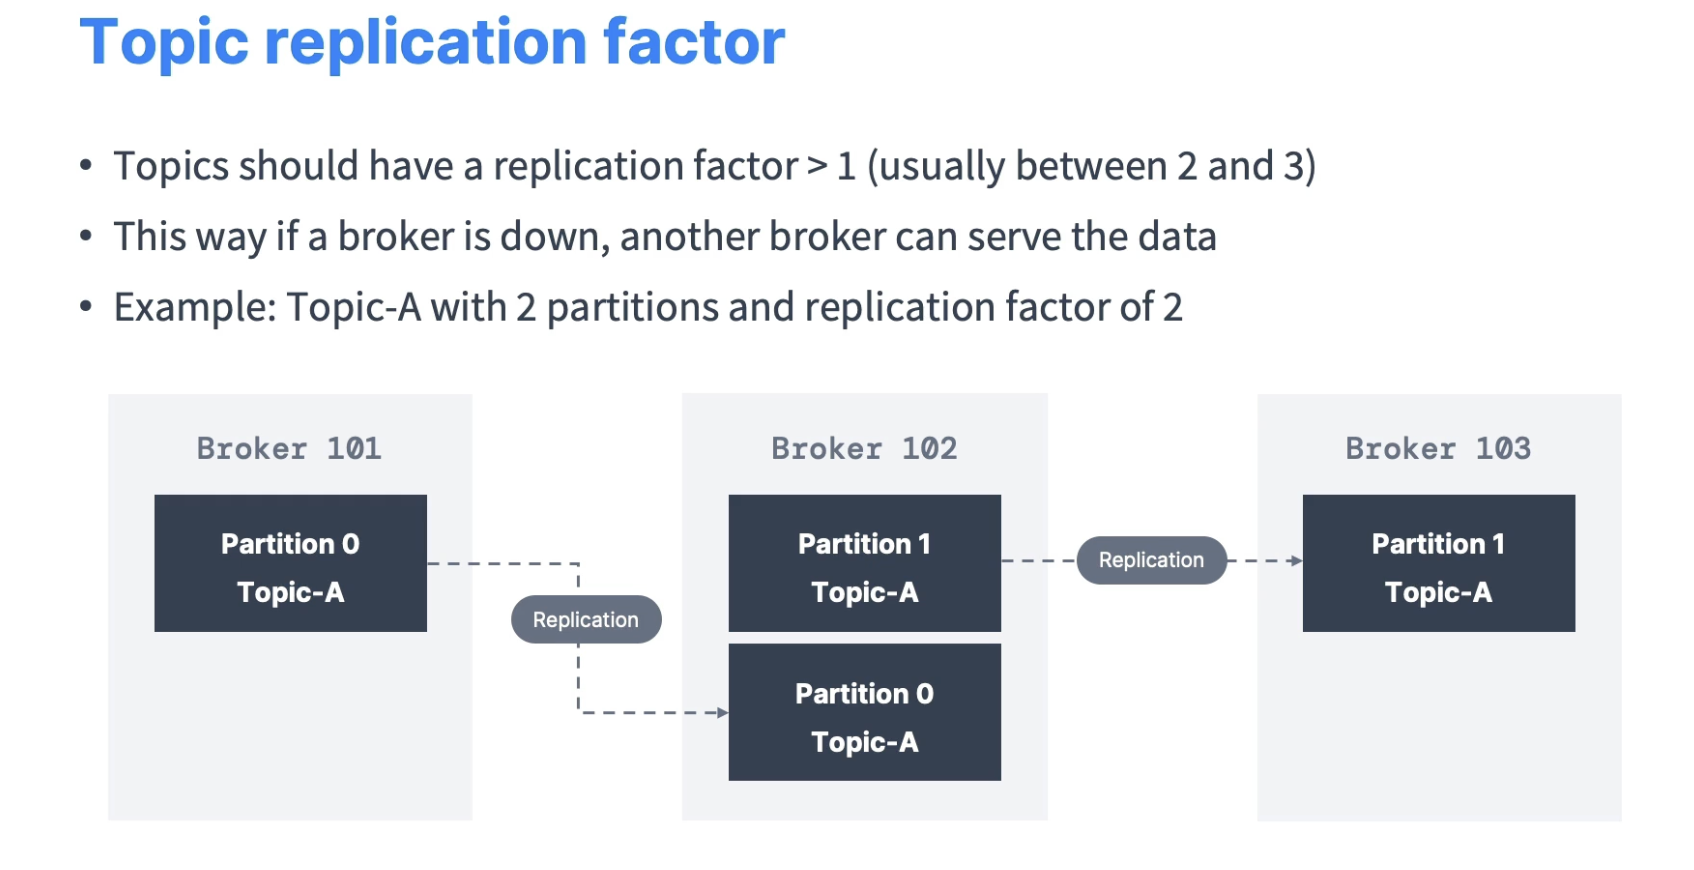 Topic replication factor
• Topics should have a replication factor > 1 (usually between 2 and 3)
• This way if a broker is down, another broker can serve the data
• Example: Topic-A with 2 partitions and replication factor of 2
Broker 101
Partition 0
Topic-A
Replication
Broker 102
Partition 1
Topic-A
Partition 0
Topic-A
Replication
Broker 103
Partition 1
Topic-A